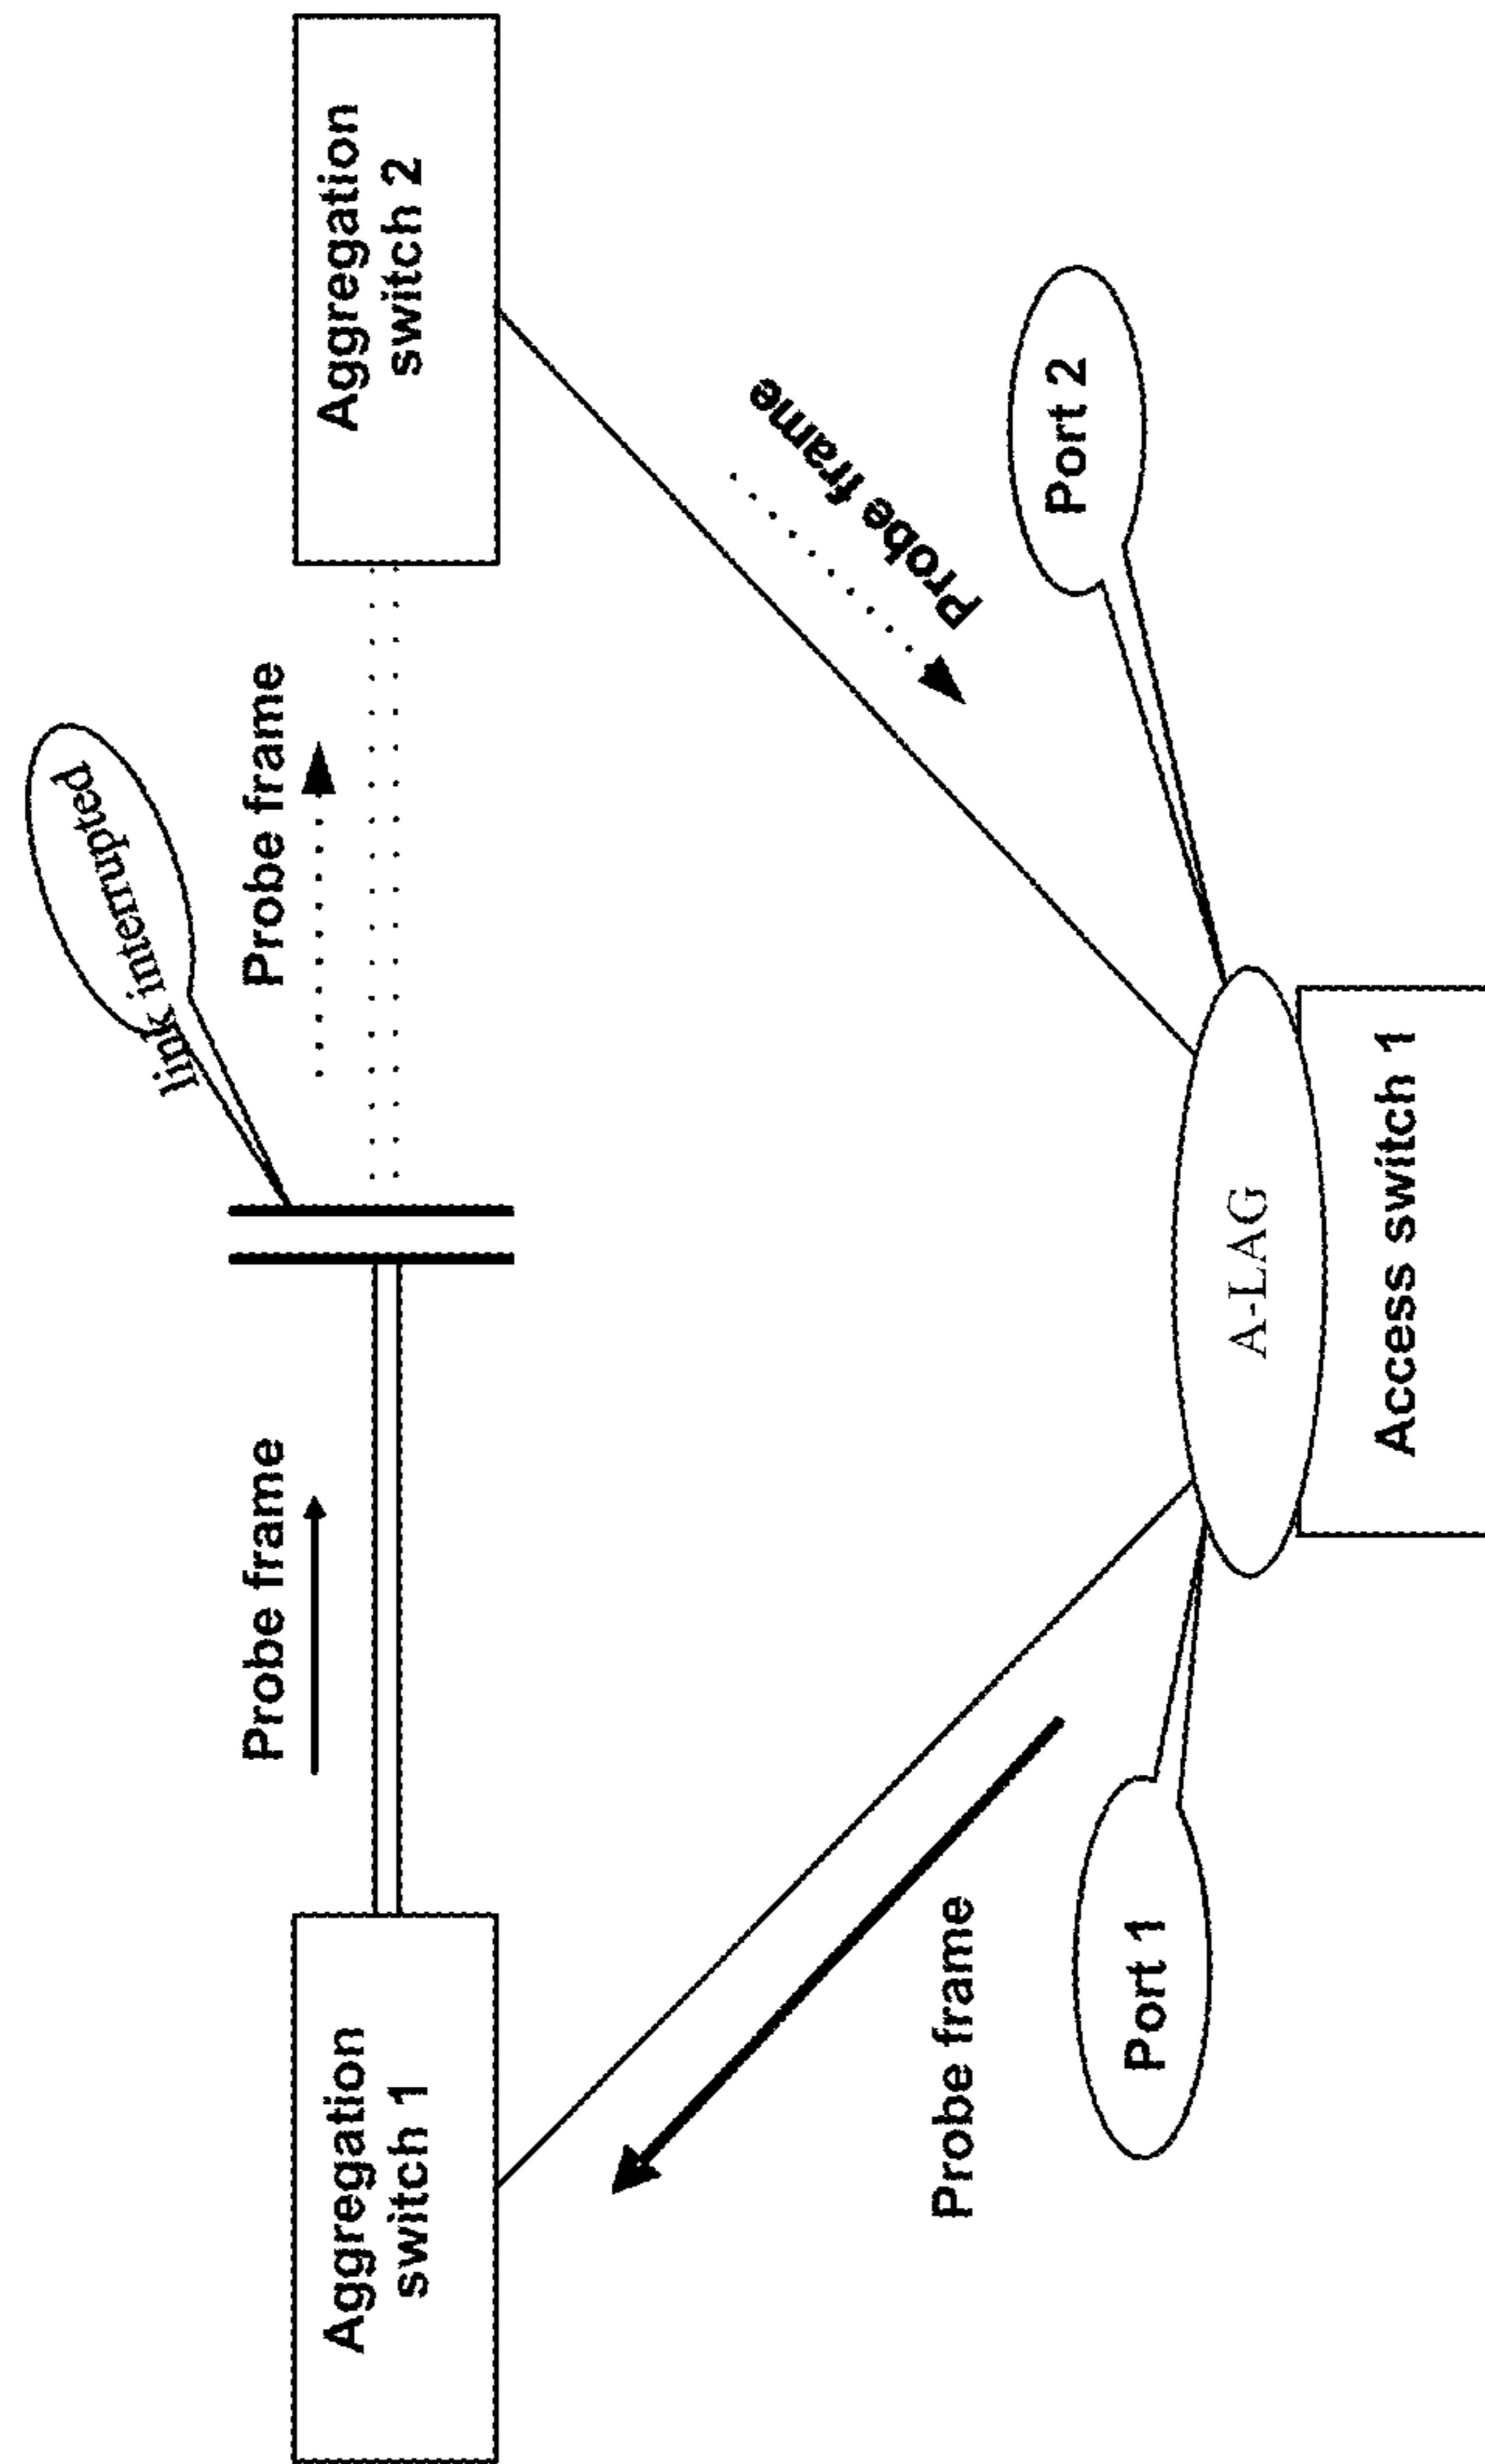 link interrupted
Probe frame
Probe frame
Aggregation
switch 1
Aggregation
switch 2
Probe frame
Probe frame
Port 1
Port 2
A-LAG
Access switch 1